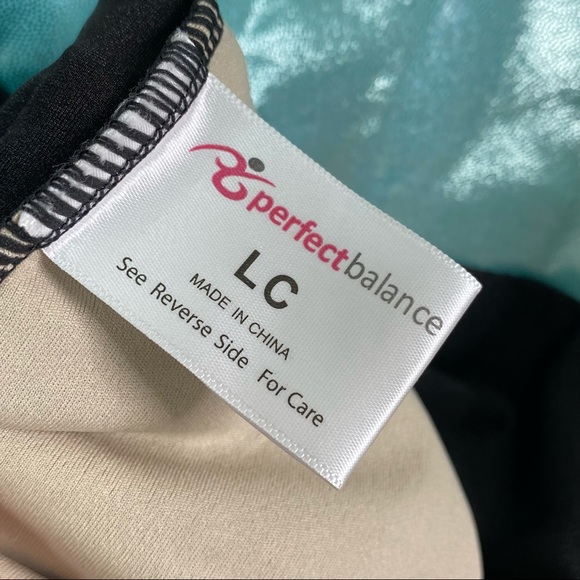 perfectbalance
LC
MADE IN CHINA
See Reverse Side For Care